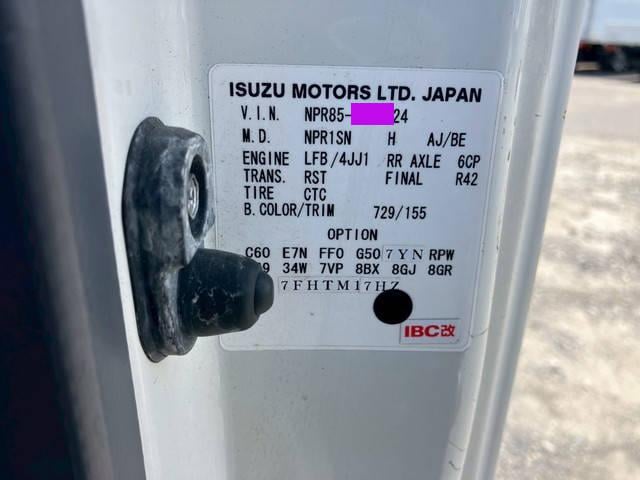 ISUZU MOTORS LTD. JAPAN
V.I.N. NPR85- 24
M.D. NPR1SN H AJ/BE
ENGINE LFB/4JJ1 RR AXLE 6CP
TRANS. RST FINAL R42
TIRE CTC
B.COLOR/TRIM 729/155
OPTION
C60 E7N FF0 G50 7YN RPW
34W 7VP 8BX 8GJ 8GR
7FHTM17HZ
IBC改